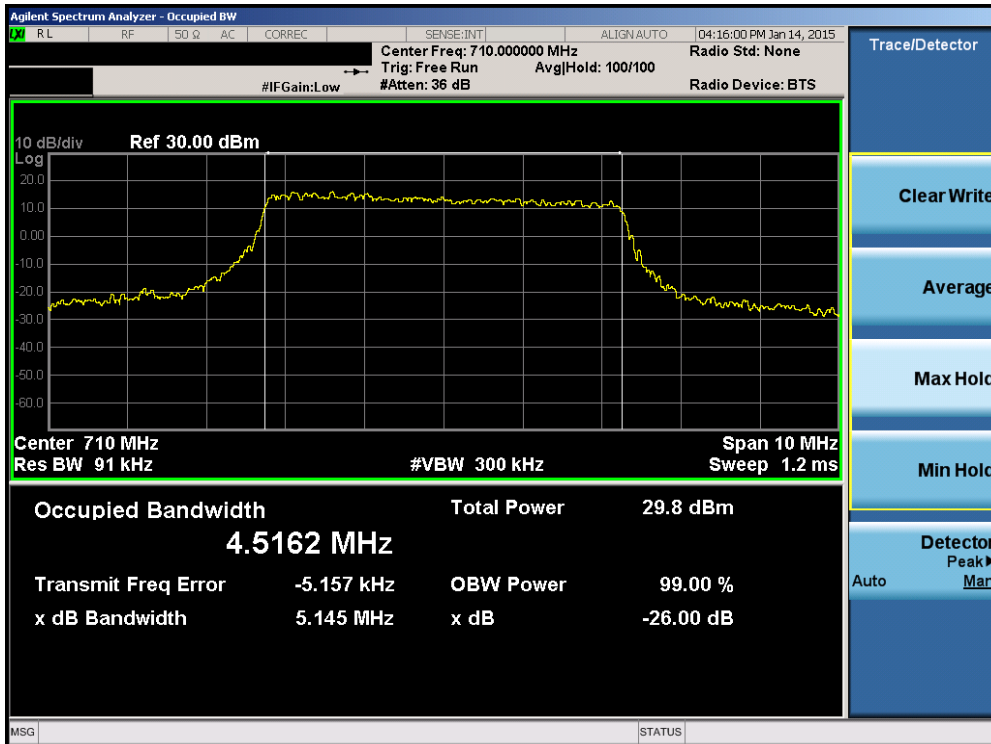 Agilent Spectrum Analyzer - Occupied BW
LXI RL RF 50 Ω AC CORREC SENSE:INT ALIGN AUTO 04:16:00 PM Jan 14, 2015
Center Freq: 710.000000 MHz Radio Std: None
Trig: Free Run Avg|Hold: 100/100
#IFGain:Low #Atten: 36 dB Radio Device: BTS
10 dB/div Ref 30.00 dBm
Log
20.0
10.0
0.00
-10.0
-20.0
-30.0
-40.0
-50.0
-60.0
Center 710 MHz Span 10 MHz
Res BW 91 kHz #VBW 300 kHz Sweep 1.2 ms
Occupied Bandwidth Total Power 29.8 dBm
4.5162 MHz
Transmit Freq Error -5.157 kHz OBW Power 99.00 %
x dB Bandwidth 5.145 MHz x dB -26.00 dB
MSG STATUS
Trace/Detector
Clear Write
Average
Max Hold
Min Hold
Detector
Peak
Auto Man